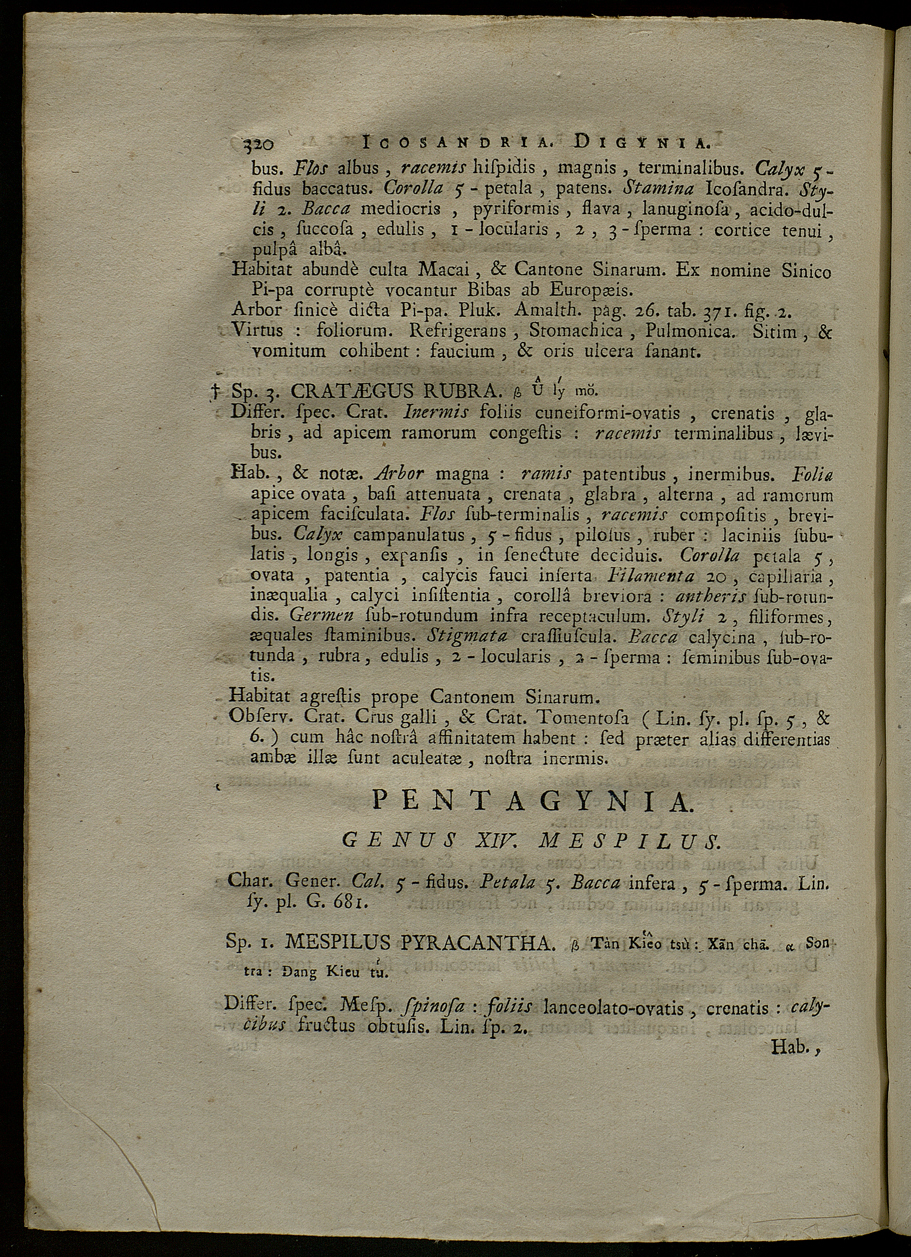 320 ICOSANDRIA. DIGYNIA.
bus. Flos albus , racemis hiſpidis , magnis , terminalibus. Calyx 5 -
fidus baccatus. Corolla 5 - petala , patens. Stamina Icoſandra. Sty-
li 2. Bacca mediocris , pyriformis , flava , lanuginoſa , acido-dul-
cis , ſuccoſa , edulis , 1 - locularis , 2 , 3 - ſperma : cortice tenui ,
pulpâ albâ.
Habitat abundè culta Macai , & Cantone Sinarum. Ex nomine Sinico
Pi-pa corruptè vocantur Bibas ab Europæis.
Arbor ſinicè dicta Pi-pa. Pluk. Amalth. pag. 26. tab. 371. fig. 2.
Virtus : foliorum. Refrigerans , Stomachica , Pulmonica. Sitim , &
vomitum cohibent : faucium , & oris ulcera ſanant.
† Sp. 3. CRATÆGUS RUBRA. β Û lý mŏ.
Differ. ſpec. Crat. Inermis foliis cuneiformi-ovatis , crenatis , gla-
bris , ad apicem ramorum congeſtis : racemis terminalibus , lævi-
bus.
Hab. , & notæ. Arbor magna : ramis patentibus , inermibus. Folia
apice ovata , baſi attenuata , crenata , glabra , alterna , ad ramorum
apicem faciſculata. Flos ſub-terminalis , racemis compoſitis , brevi-
bus. Calyx campanulatus , 5 - fidus , piloſus , ruber : laciniis ſubu-
latis , longis , expanſis , in ſenectute deciduis. Corolla petala 5 ,
ovata , patentia , calycis fauci inſerta. Filamenta 20 , capillaria ,
inæqualia , calyci inſiſtentia , corollâ breviora : antheris ſub-rotun-
dis. Germen ſub-rotundum infra receptaculum. Styli 2 , filiformes ,
æquales ſtaminibus. Stigmata craſſiuſcula. Bacca calycina , ſub-ro-
tunda , rubra , edulis , 2 - locularis , 2 - ſperma : ſeminibus ſub-ova-
tis.
Habitat agreſtis prope Cantonem Sinarum.
Obſerv. Crat. Crus galli , & Crat. Tomentoſa ( Lin. ſy. pl. ſp. 5 , &
6. ) cum hâc noſtrâ affinitatem habent : ſed præter alias differentias
ambæ illæ ſunt aculeatæ , noſtra inermis.
PENTAGYNIA.
GENUS XIV. MESPILUS.
Char. Gener. Cal. 5 - fidus. Petala 5. Bacca infera , 5 - ſperma. Lin.
ſy. pl. G. 681.
Sp. 1. MESPILUS PYRACANTHA. β Tàn tsù : Xān chā. α Son
tra : Đang Kieu tú.
Differ. ſpec. Meſp. ſpinoſa : foliis lanceolato-ovatis , crenatis : caly-
cibus fructus obtuſis. Lin. ſp. 2.
Hab. ,